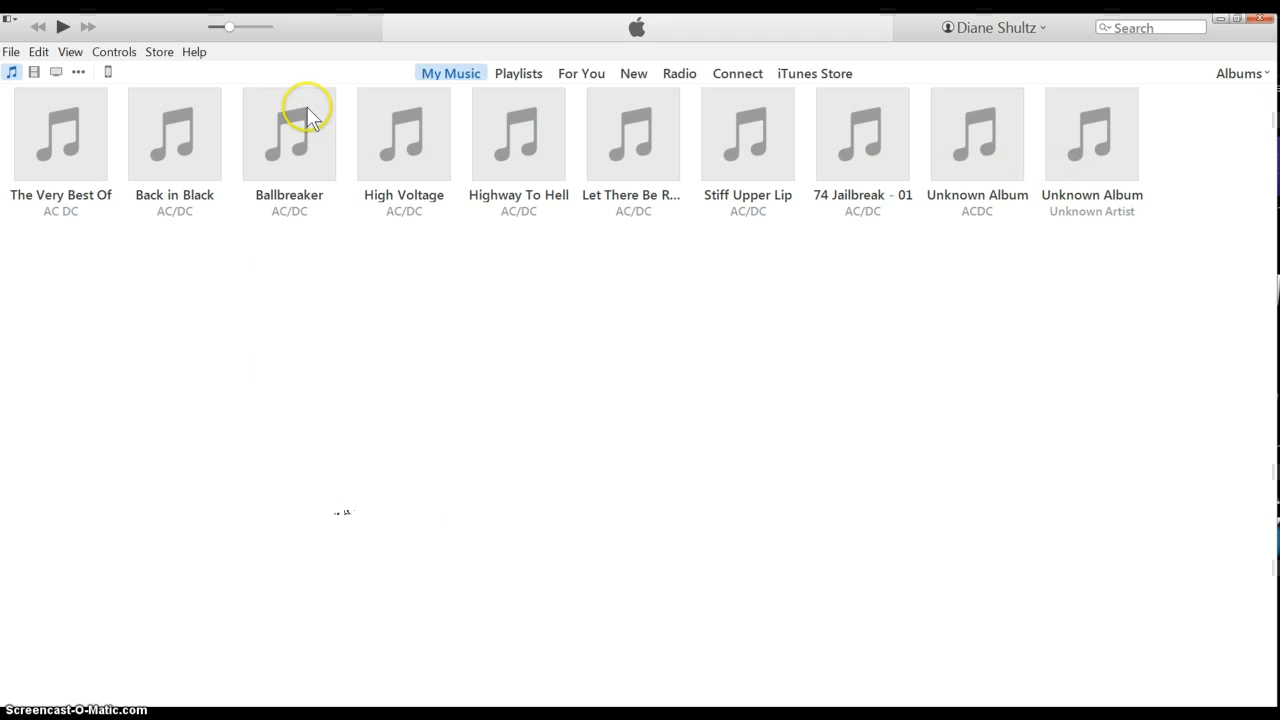 Diane Shultz
Search
File Edit View Controls Store Help
My Music Playlists For You New Radio Connect iTunes Store
Albums
The Very Best Of Back in Black Ballbreaker High Voltage Highway To Hell Let There Be R... Stiff Upper Lip 74 Jailbreak - 01 Unknown Album Unknown Album
AC DC AC/DC AC/DC AC/DC AC/DC AC/DC AC/DC AC/DC ACDC Unknown Artist
Screencast-O-Matic.com